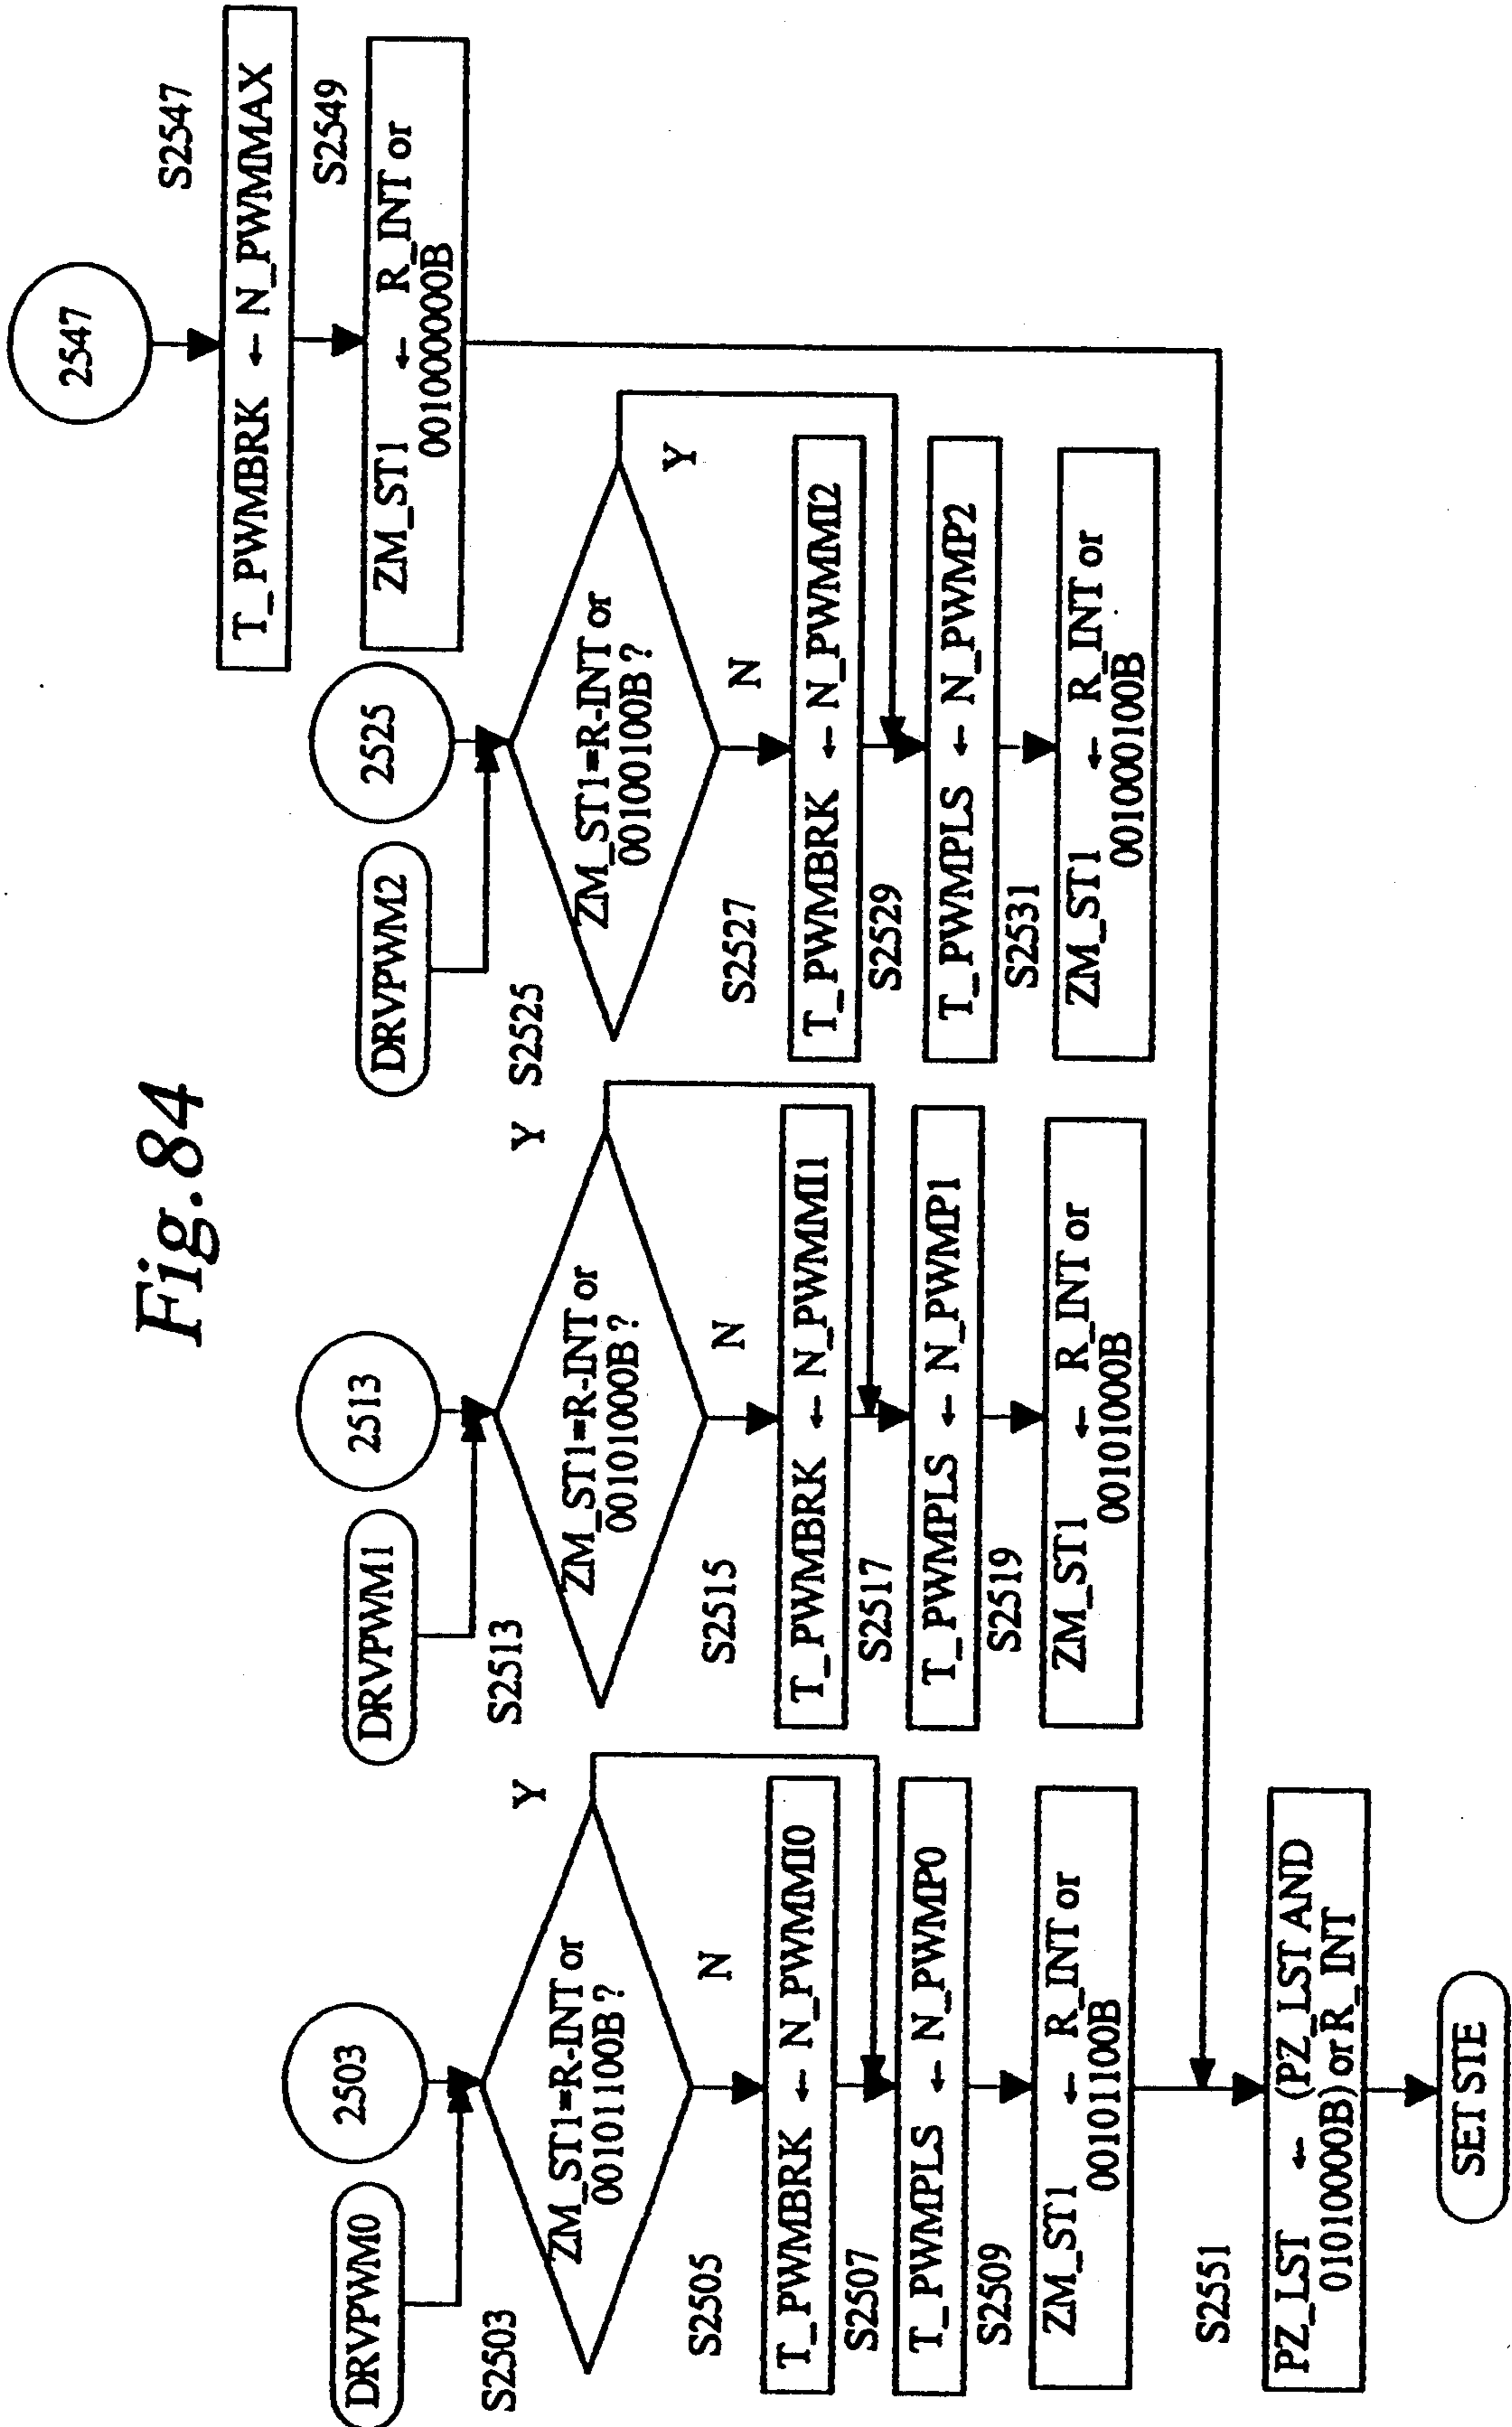 Fig.84
DRVPWM0
2503
S2503
ZM_ST1=R-INT or
00101100B ?
Y
N
S2505
T_PWMBRK ← N_PWMMI0
S2507
T_PWMPLS ← N_PWMP0
S2509
ZM_ST1 ← R_INT or
00101100B
S2551
PZ_LST ← (PZ_LST AND
01010000B) or R_INT
SET STE
DRVPWM1
2513
S2513
ZM_ST1=R-INT or
00101000B ?
Y
N
S2515
T_PWMBRK ← N_PWMMI1
S2517
T_PWMPLS ← N_PWMP1
S2519
ZM_ST1 ← R_INT or
00101000B
DRVPWM2
2525
S2525
ZM_ST1=R-INT or
00100100B ?
Y
N
S2527
T_PWMBRK ← N_PWMMI2
S2529
T_PWMPLS ← N_PWMP2
S2531
ZM_ST1 ← R_INT or
001000100B
2547
S2547
T_PWMBRK ← N_PWMMAX
S2549
ZM_ST1 ← R_INT or
001000000B